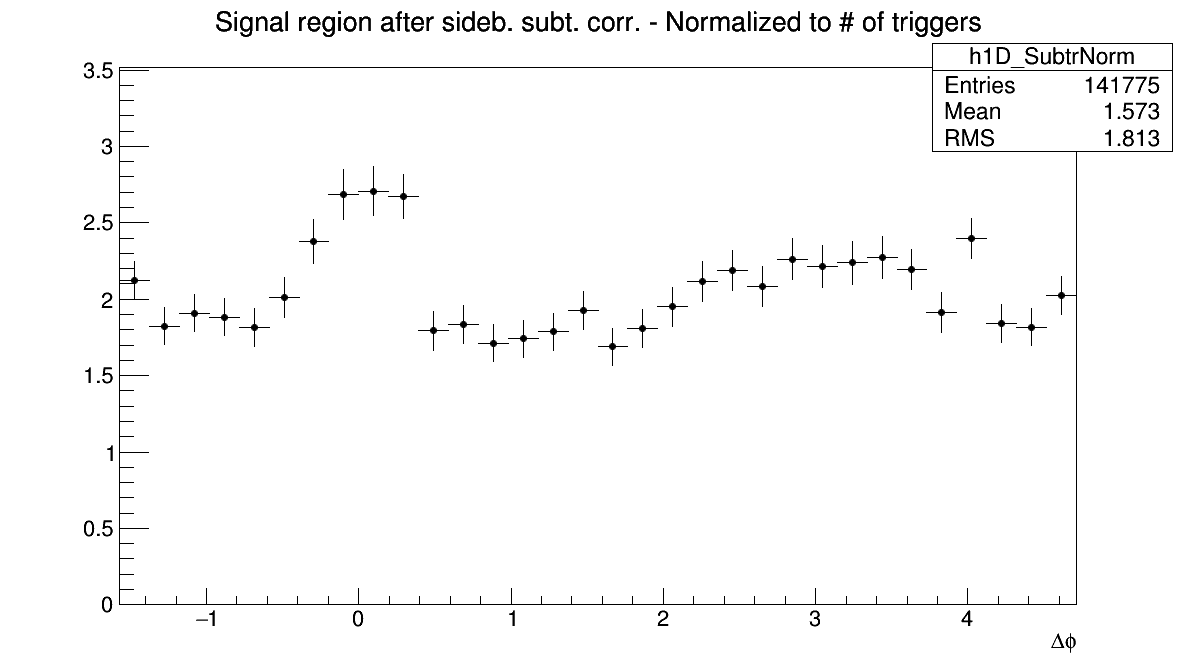 Signal region after sideb. subt. corr. - Normalized to # of triggers
h1D_SubtrNorm
Entries 141775
Mean 1.573
RMS 1.813
3.5
3
2.5
2
1.5
1
0.5
0
−1 0 1 2 3 4
Δϕ